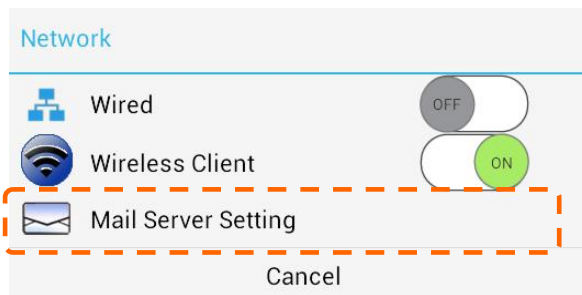 Network
Wired OFF
Wireless Client ON
Mail Server Setting
Cancel